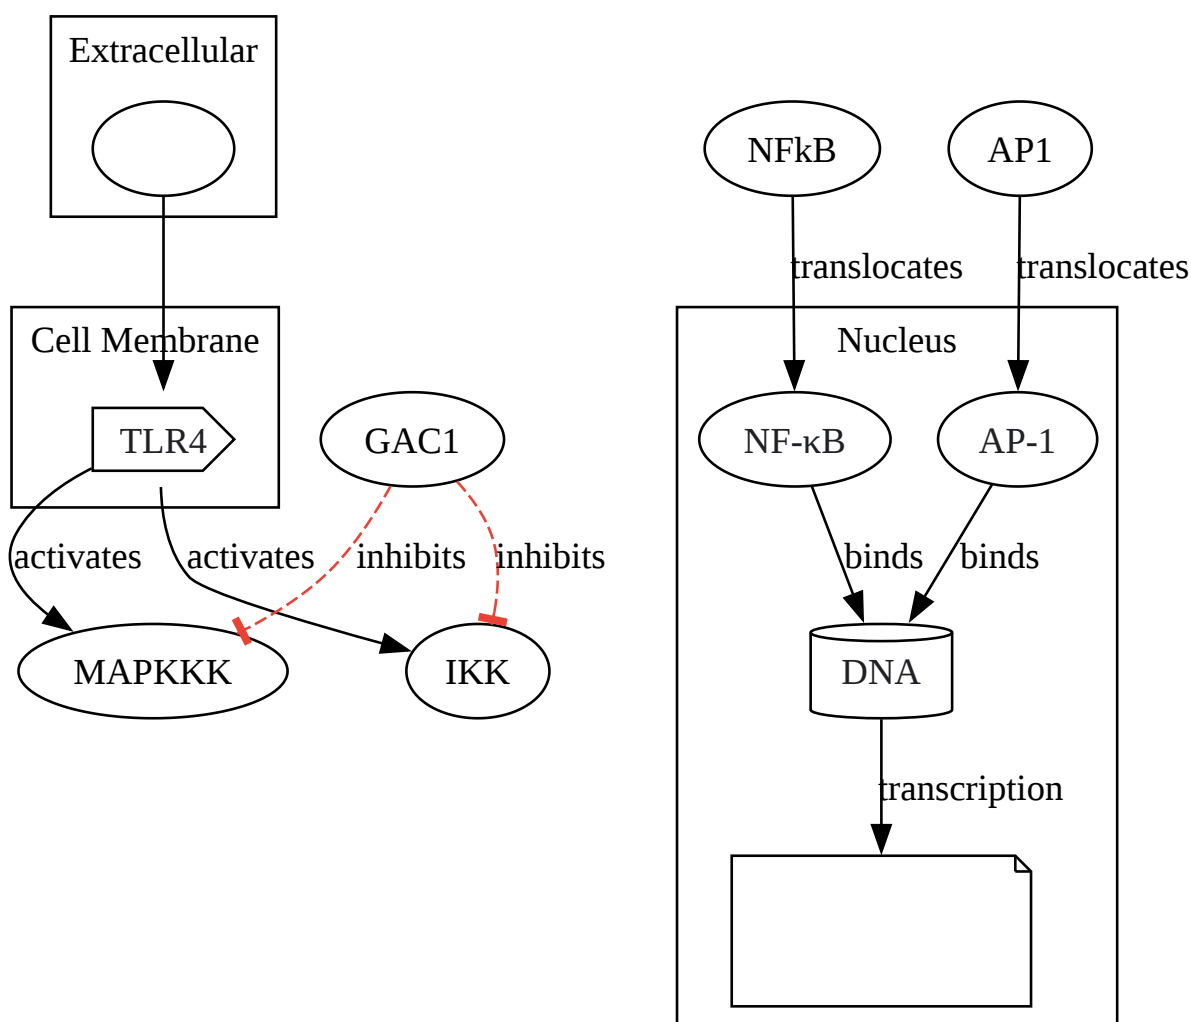 Extracellular
NFkB
AP1
translocates
translocates
Cell Membrane
Nucleus
TLR4
GAC1
NF-κB
AP-1
activates
activates
inhibits
inhibits
binds
binds
MAPKKK
IKK
DNA
transcription